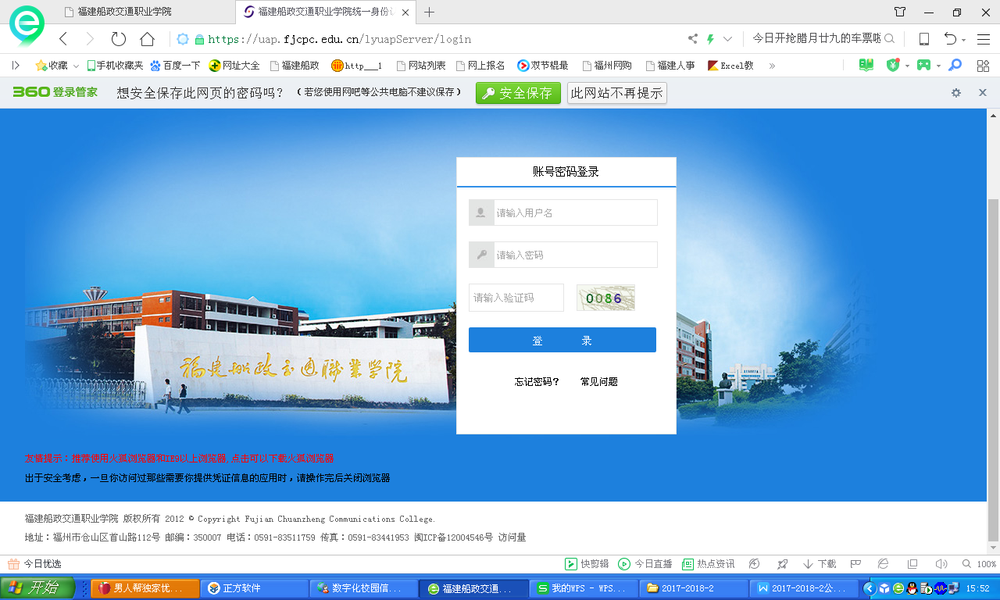 福建船政交通职业学院
福建船政交通职业学院统一身份认
https://uap.fjcpc.edu.cn/lyuapServer/login
今日开抢腊月廿九的车票
收藏 手机收藏夹 百度一下 网址大全 福建船政 http___1 网站列表 网上报名 双节钜最 福州网购 福建人事 Excel教 »
360 登录管家 想安全保存此网页的密码吗？ （若您使用网吧等公共电脑不建议保存） 安全保存 此网站不再提示
账号密码登录
请输入用户名
请输入密码
请输入验证码 0086
登 录
忘记密码？ 常见问题
福建船政交通職業学院
友情提示：推荐使用火狐浏览器和IE9以上浏览器,点击可以下载火狐浏览器
出于安全考虑，一旦你访问过那些需要你提供凭证信息的应用时，请操作完后关闭浏览器
福建船政交通职业学院 版权所有 2012 © Copyright Fujian Chuanzheng Communications College.
地址：福州市仓山区首山路112号 邮编：350007 电话：0591-83511759 传真：0591-83441953 闽ICP备12004546号 访问量
今日优选 快剪辑 今日直播 热点资讯 下载 100%
开始 男人帮独家优... 正方软件 数字化校园信... 福建船政交通... 我的WPS - WPS... 2017-2018-2 2017-2018-2公... 15:52